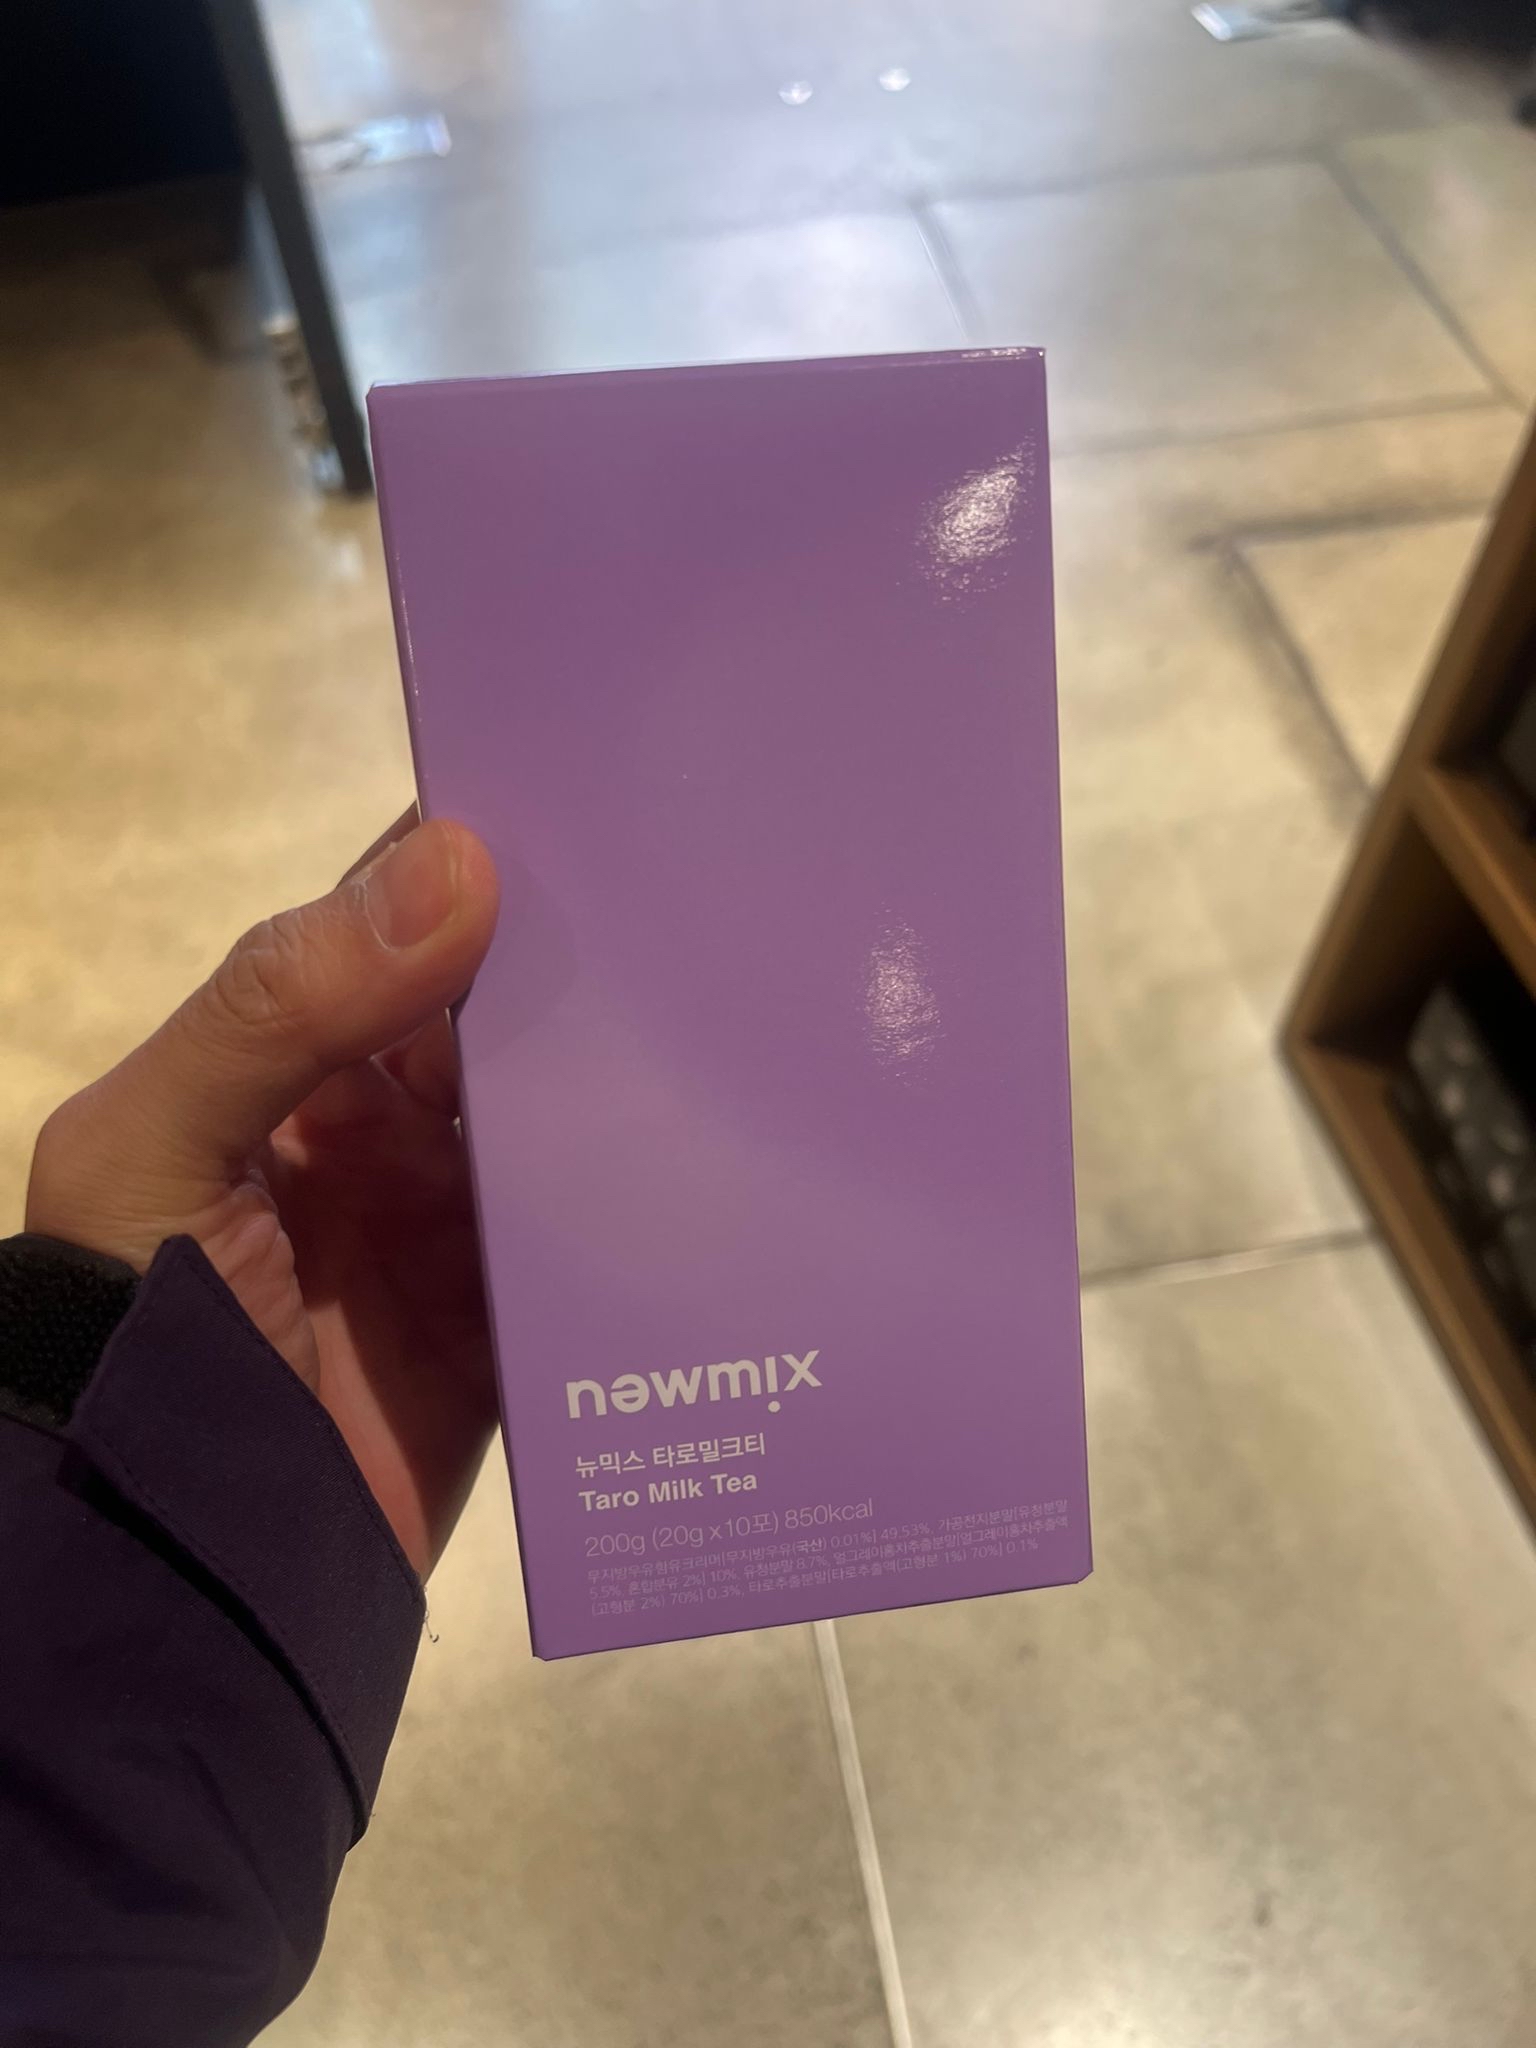 newmix
뉴믹스 타로밀크티
Taro Milk Tea
200g (20g x10포) 850kcal
무지방우유함유크리머[무지방우유(국산) 0.01%] 49.53%, 가공전지분말[유청분말
5.5%, 혼합분유 2%] 10%, 유청분말 8.7%, 얼그레이홍차추출분말[얼그레이홍차추출액
(고형분 2%) 70%] 0.3%, 타로추출분말[타로추출액(고형분 1%) 70%] 0.1%